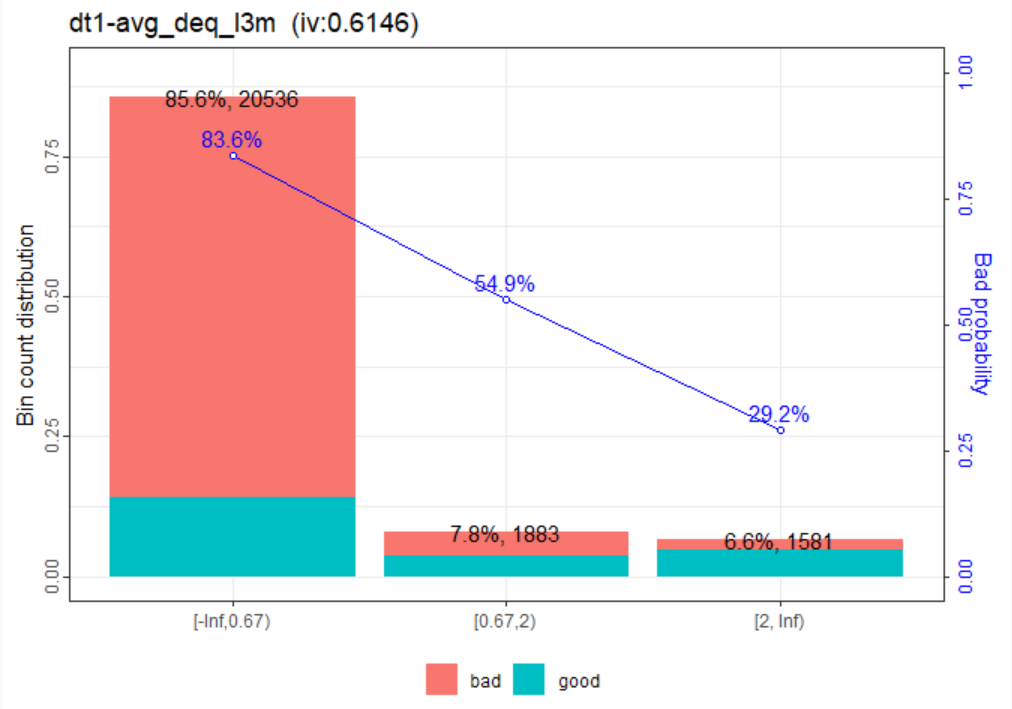 dt1-avg_deq_l3m (iv:0.6146)
Bin count distribution
0.75
0.50
0.25
0.00
85.6%, 20536
83.6%
54.9%
29.2%
7.8%, 1883
6.6%, 1581
1.00
0.75
0.50
0.25
0.00
Bad probability
[-Inf,0.67)
[0.67,2)
[2, Inf)
bad
good